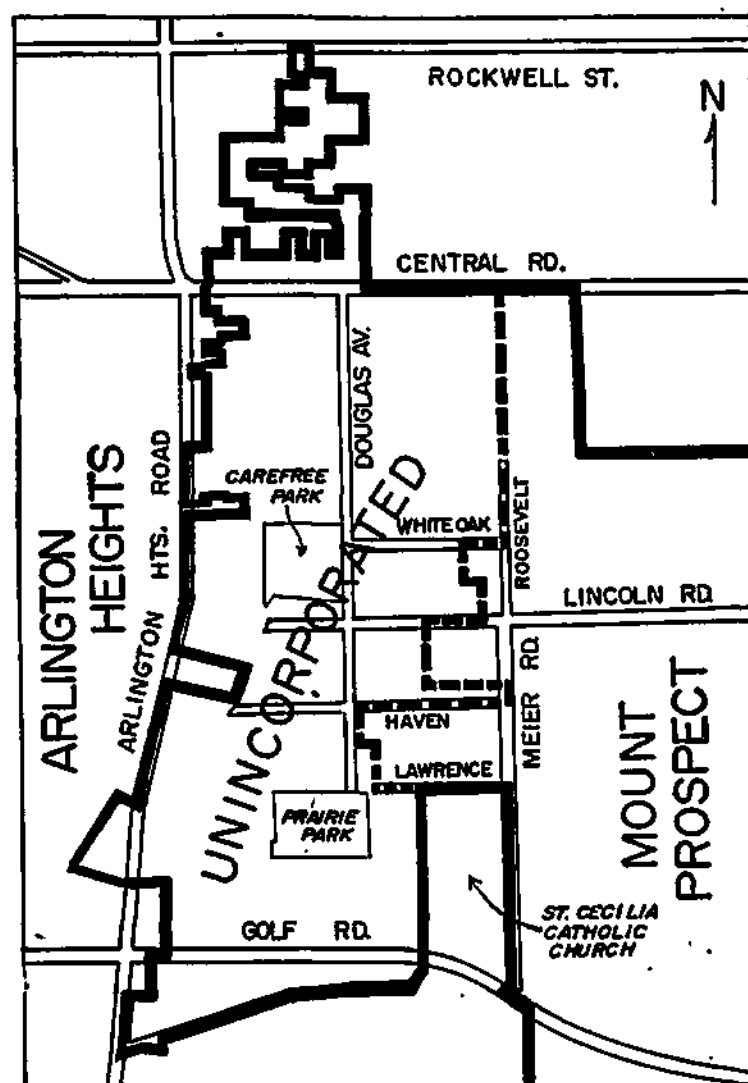 ROCKWELL ST.
N
CENTRAL RD.
DOUGLAS AV.
ARLINGTON
HEIGHTS
ARLINGTON HTS. ROAD
CAREFREE
PARK
UNINCORPORATED
WHITE OAK
ROOSEVELT
LINCOLN RD.
MEIER RD.
HAVEN
LAWRENCE
MOUNT
PROSPECT
PRAIRIE
PARK
GOLF RD.
ST. CECILIA
CATHOLIC
CHURCH